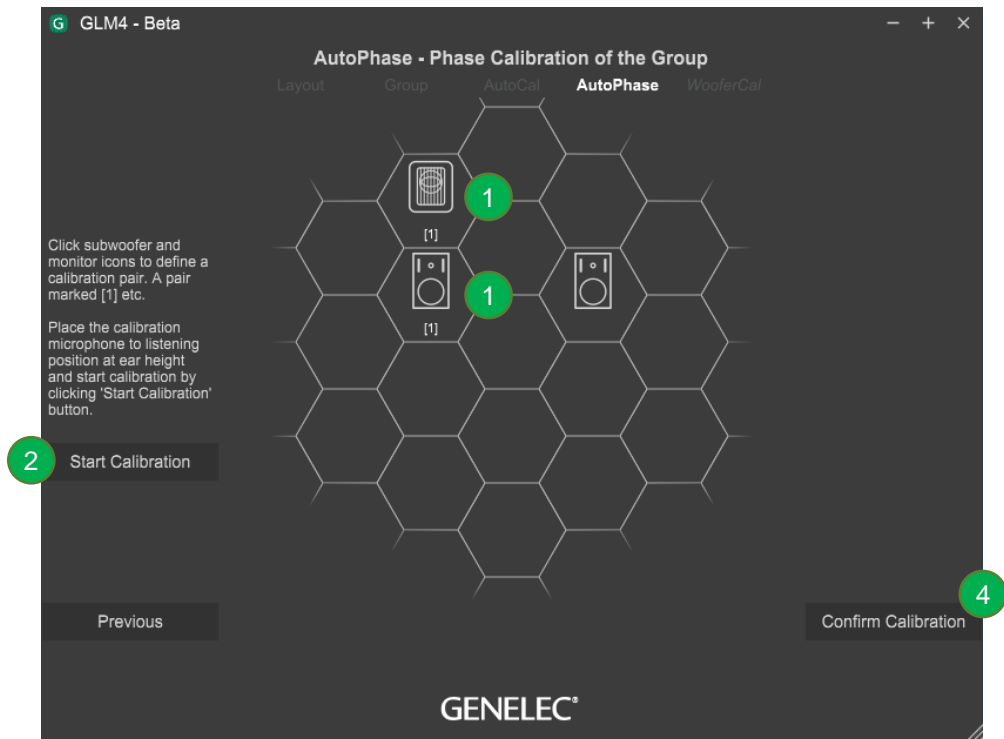 G GLM4 - Beta
AutoPhase - Phase Calibration of the Group
Layout Group AutoCal AutoPhase WooferCal
1
[1]
1
[1]
Click subwoofer and
monitor icons to define a
calibration pair. A pair
marked [1] etc.
Place the calibration
microphone to listening
position at ear height
and start calibration by
clicking 'Start Calibration'
button.
2 Start Calibration
4
Previous
Confirm Calibration
GENELEC®